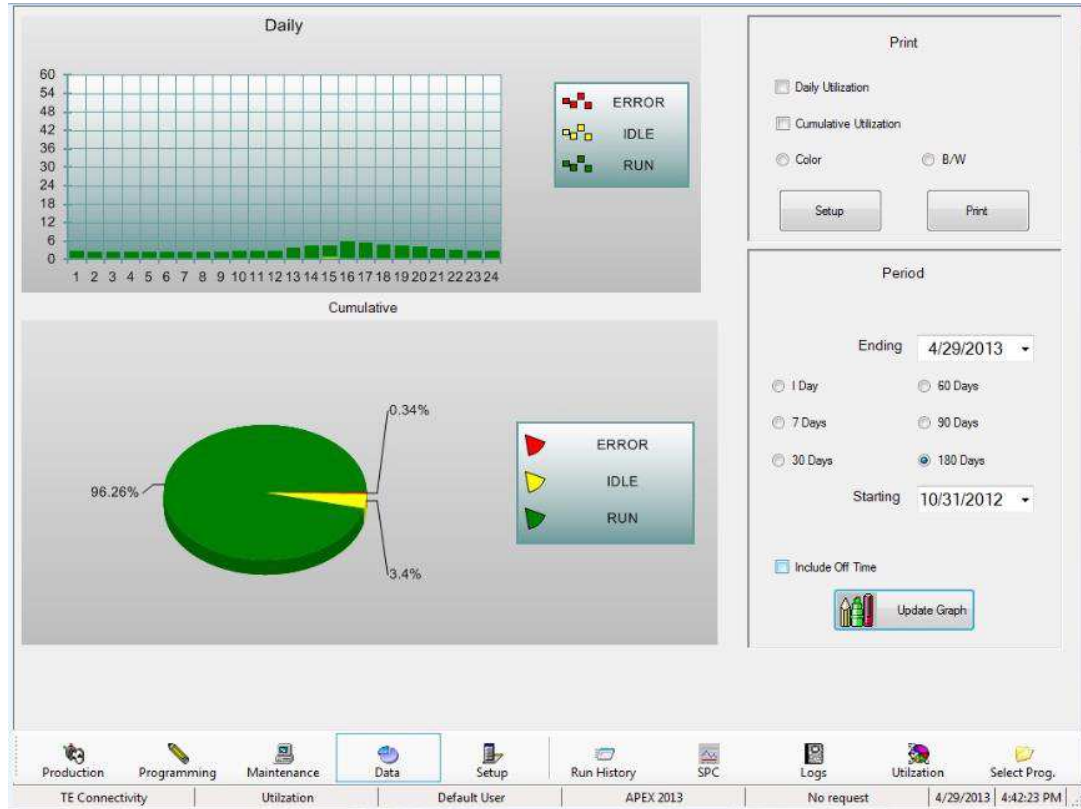 Daily
60
54
48
42
36
30
24
18
12
6
0
1 2 3 4 5 6 7 8 9 10 11 12 13 14 15 16 17 18 19 20 21 22 23 24
ERROR
IDLE
RUN
Cumulative
0.34%
96.26%
3.4%
ERROR
IDLE
RUN
Print
Daily Utilization
Cumulative Utilization
Color B/W
Setup Print
Period
Ending 4/29/2013
I Day 60 Days
7 Days 90 Days
30 Days 180 Days
Starting 10/31/2012
Include Off Time
Update Graph
Production Programming Maintenance Data Setup Run History SPC Logs Utilzation Select Prog.
TE Connectivity Utilzation Default User APEX 2013 No request 4/29/2013 4:42:23 PM